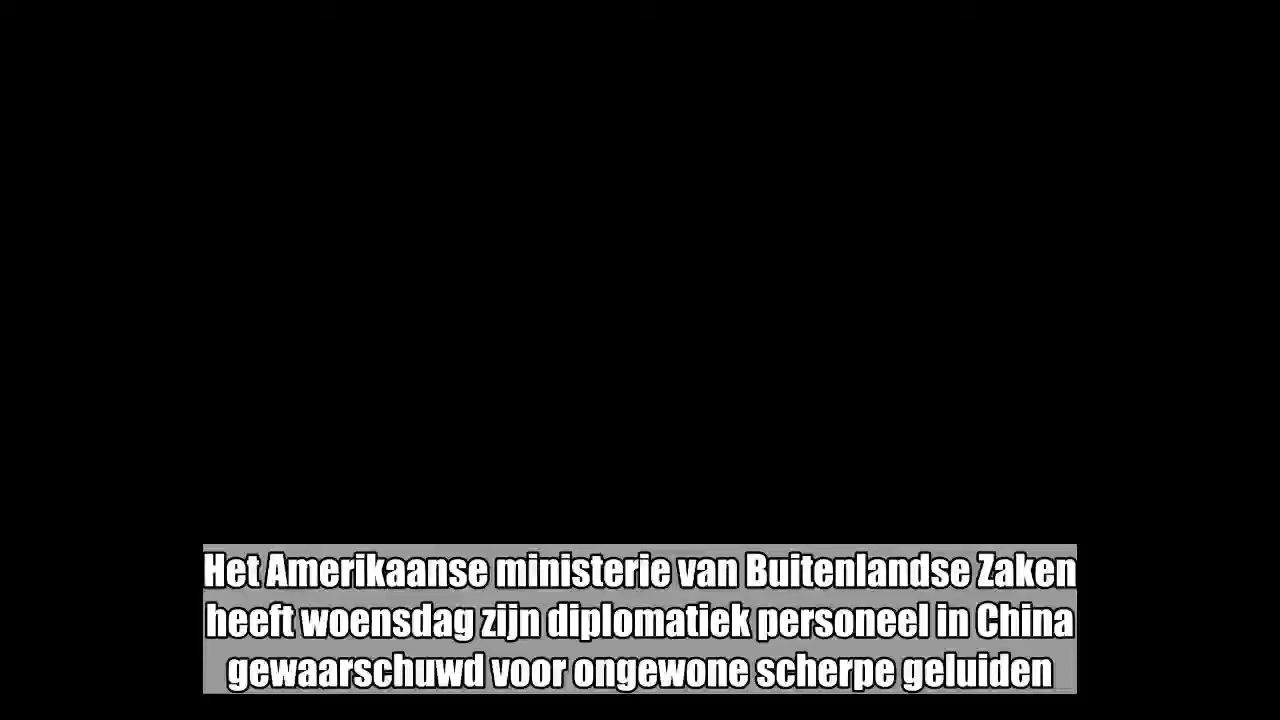 Het Amerikaanse ministerie van Buitenlandse Zaken
heeft woensdag zijn diplomatiek personeel in China
gewaarschuwd voor ongewone scherpe geluiden